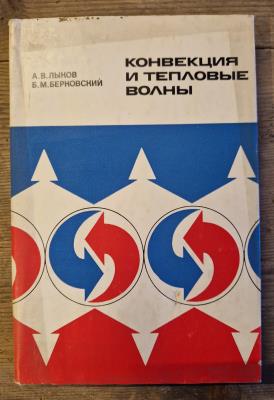 А. В. ЛЫКОВ
Б. М. БЕРКОВСКИЙ
КОНВЕКЦИЯ
И ТЕПЛОВЫЕ
ВОЛНЫ